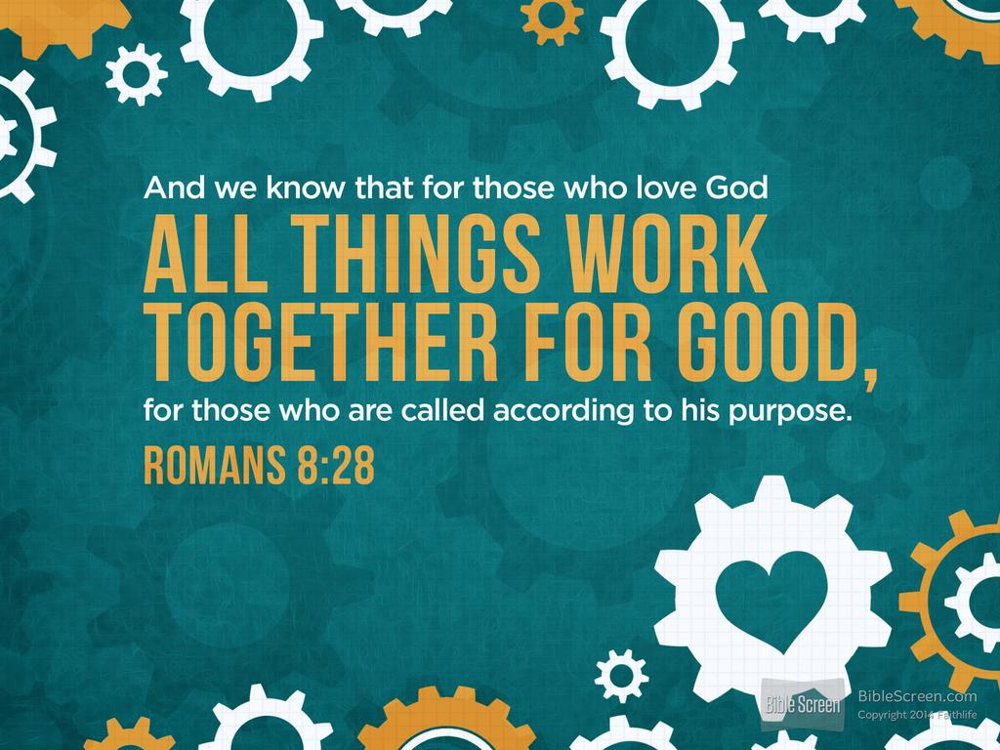 And we know that for those who love God
ALL THINGS WORK
TOGETHER FOR GOOD,
for those who are called according to his purpose.
ROMANS 8:28
Bible Screen
BibleScreen.com
Copyright 2014 Faithlife